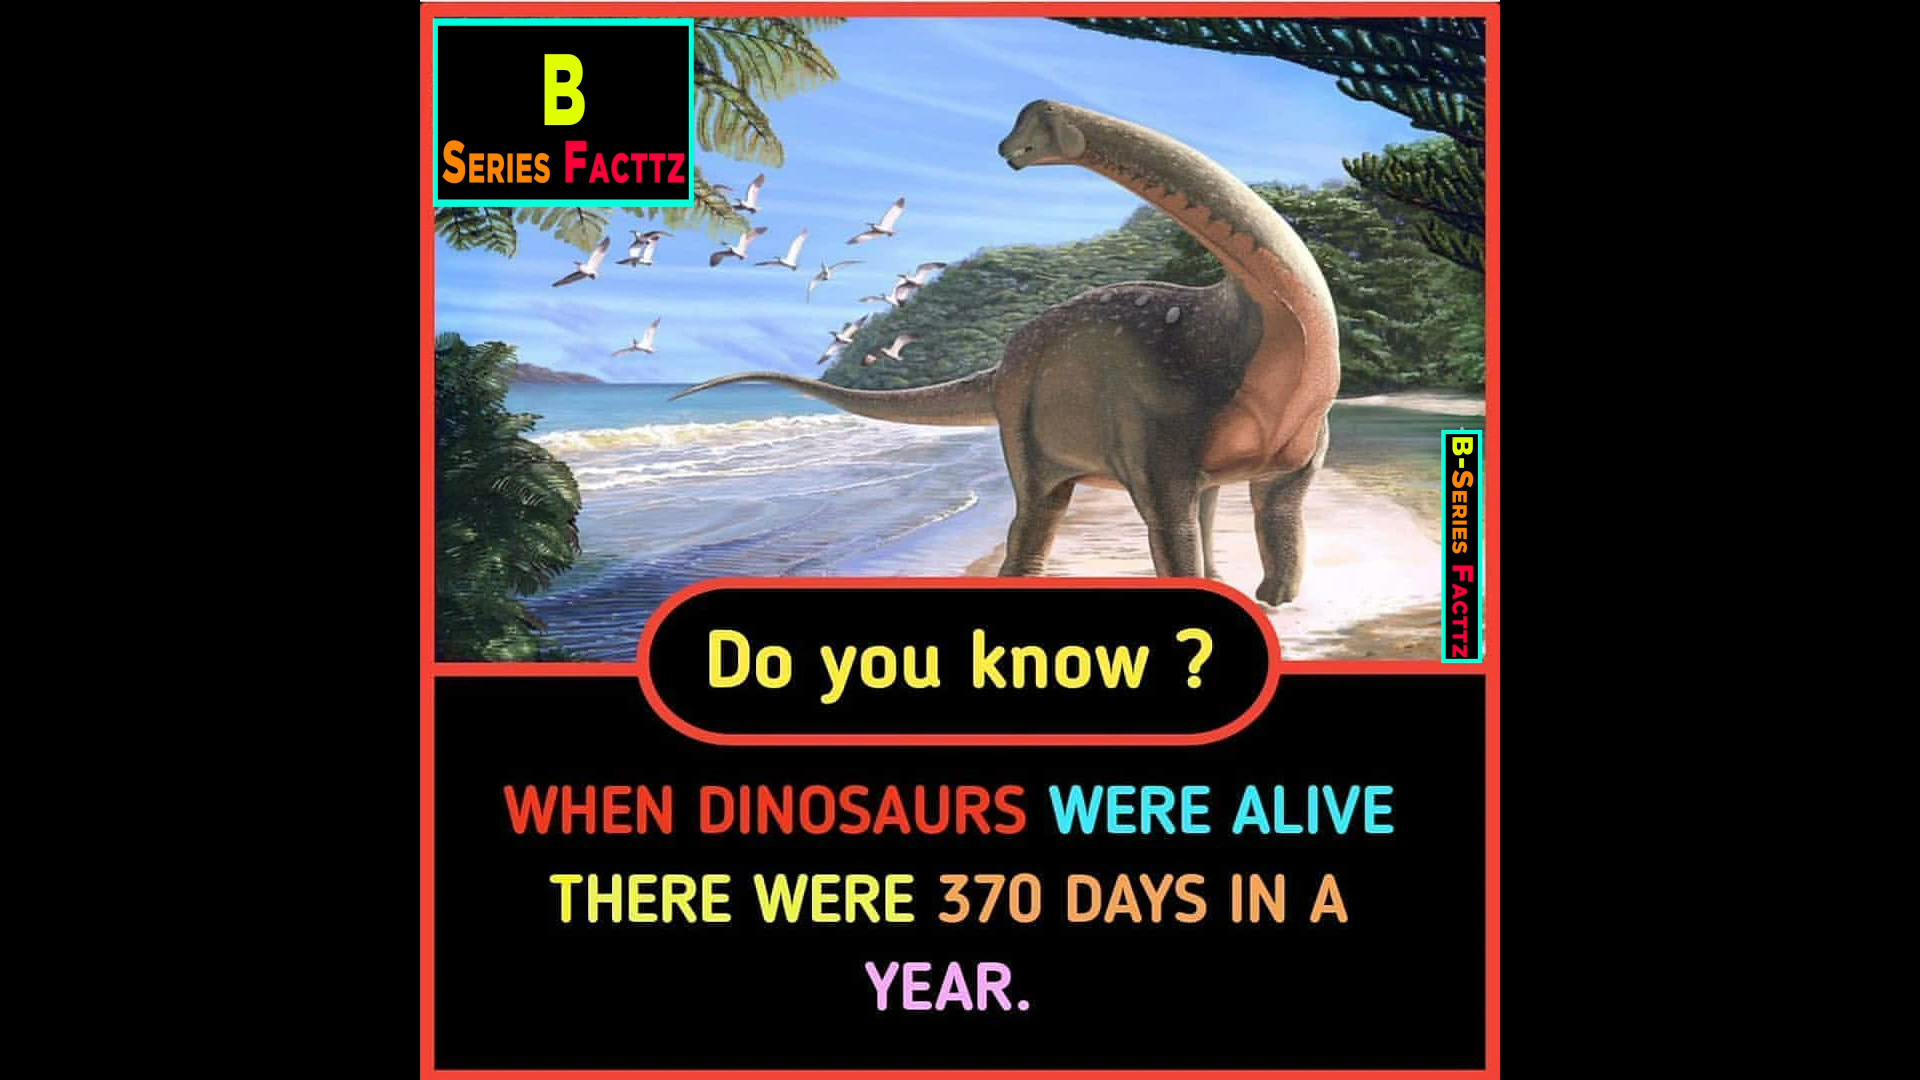 B
SERIES FACTTZ
B-SERIES FACTTZ
Do you know ?
WHEN DINOSAURS WERE ALIVE
THERE WERE 370 DAYS IN A
YEAR.